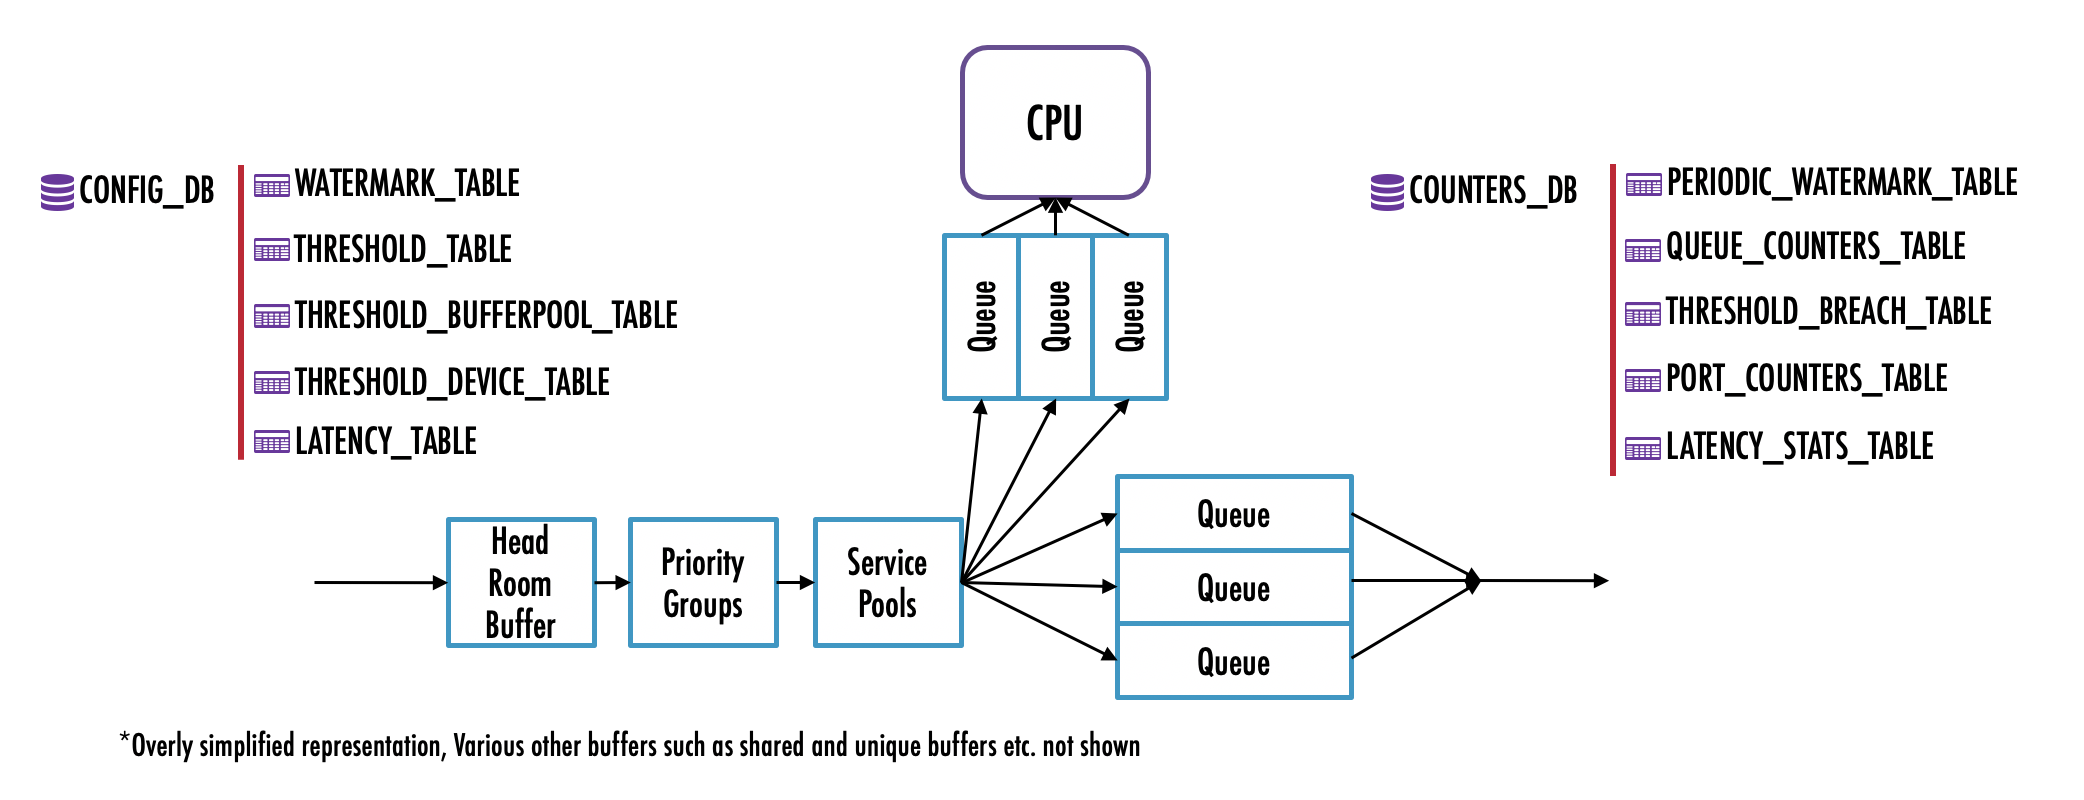 CPU
CONFIG_DB
WATERMARK_TABLE
THRESHOLD_TABLE
THRESHOLD_BUFFERPOOL_TABLE
THRESHOLD_DEVICE_TABLE
LATENCY_TABLE
COUNTERS_DB
PERIODIC_WATERMARK_TABLE
QUEUE_COUNTERS_TABLE
THRESHOLD_BREACH_TABLE
PORT_COUNTERS_TABLE
LATENCY_STATS_TABLE
Queue
Queue
Queue
Head
Room
Buffer
Priority
Groups
Service
Pools
Queue
Queue
Queue
*Overly simplified representation, Various other buffers such as shared and unique buffers etc. not shown